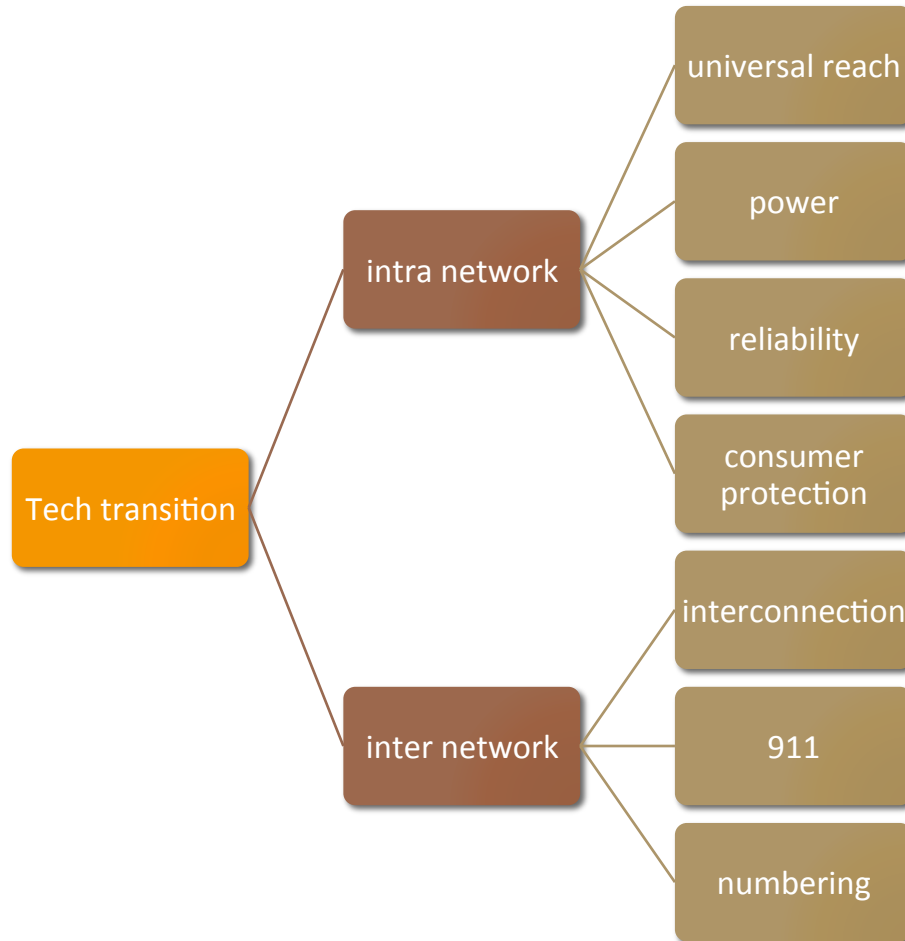 Tech transition
intra network
universal reach
power
reliability
consumer
protection
inter network
interconnection
911
numbering